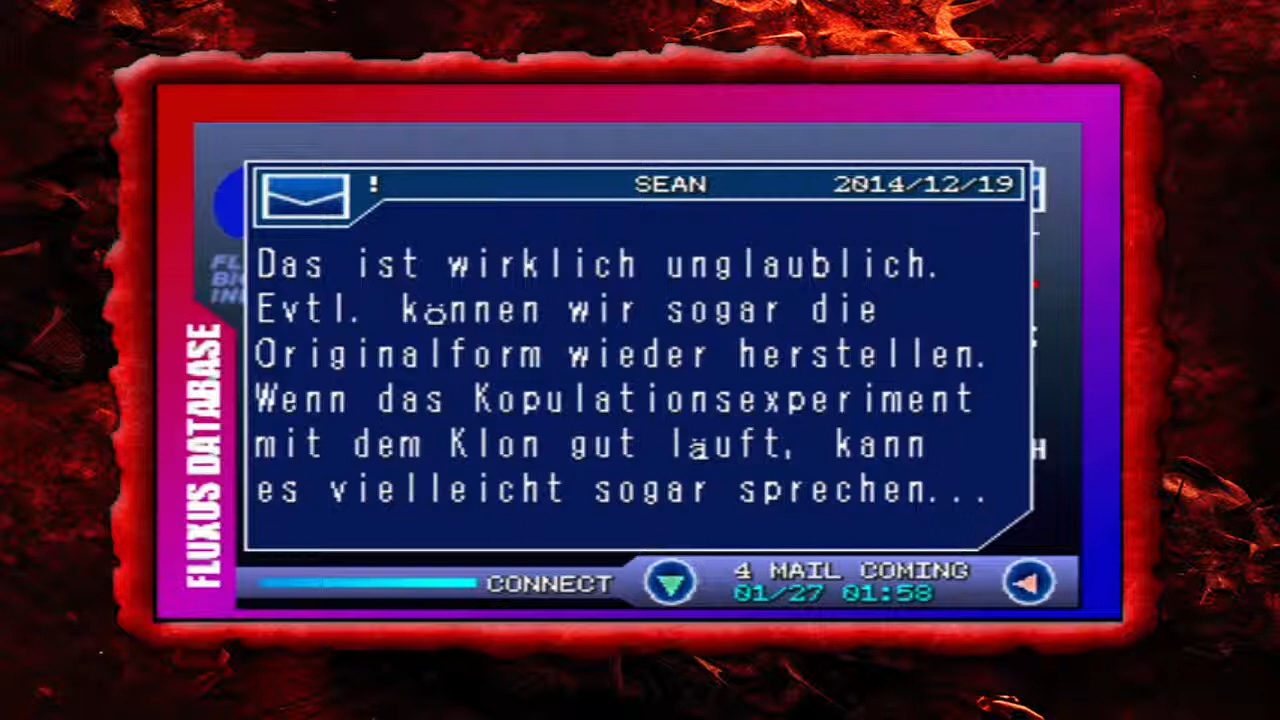 ! SEAN 2014/12/19
Das ist wirklich unglaublich.
Evtl. können wir sogar die
Originalform wieder herstellen.
Wenn das Kopulationsexperiment
mit dem Klon gut läuft, kann
es vielleicht sogar sprechen...
FLUXUS DATABASE
CONNECT
4 MAIL COMING
01/27 01:58